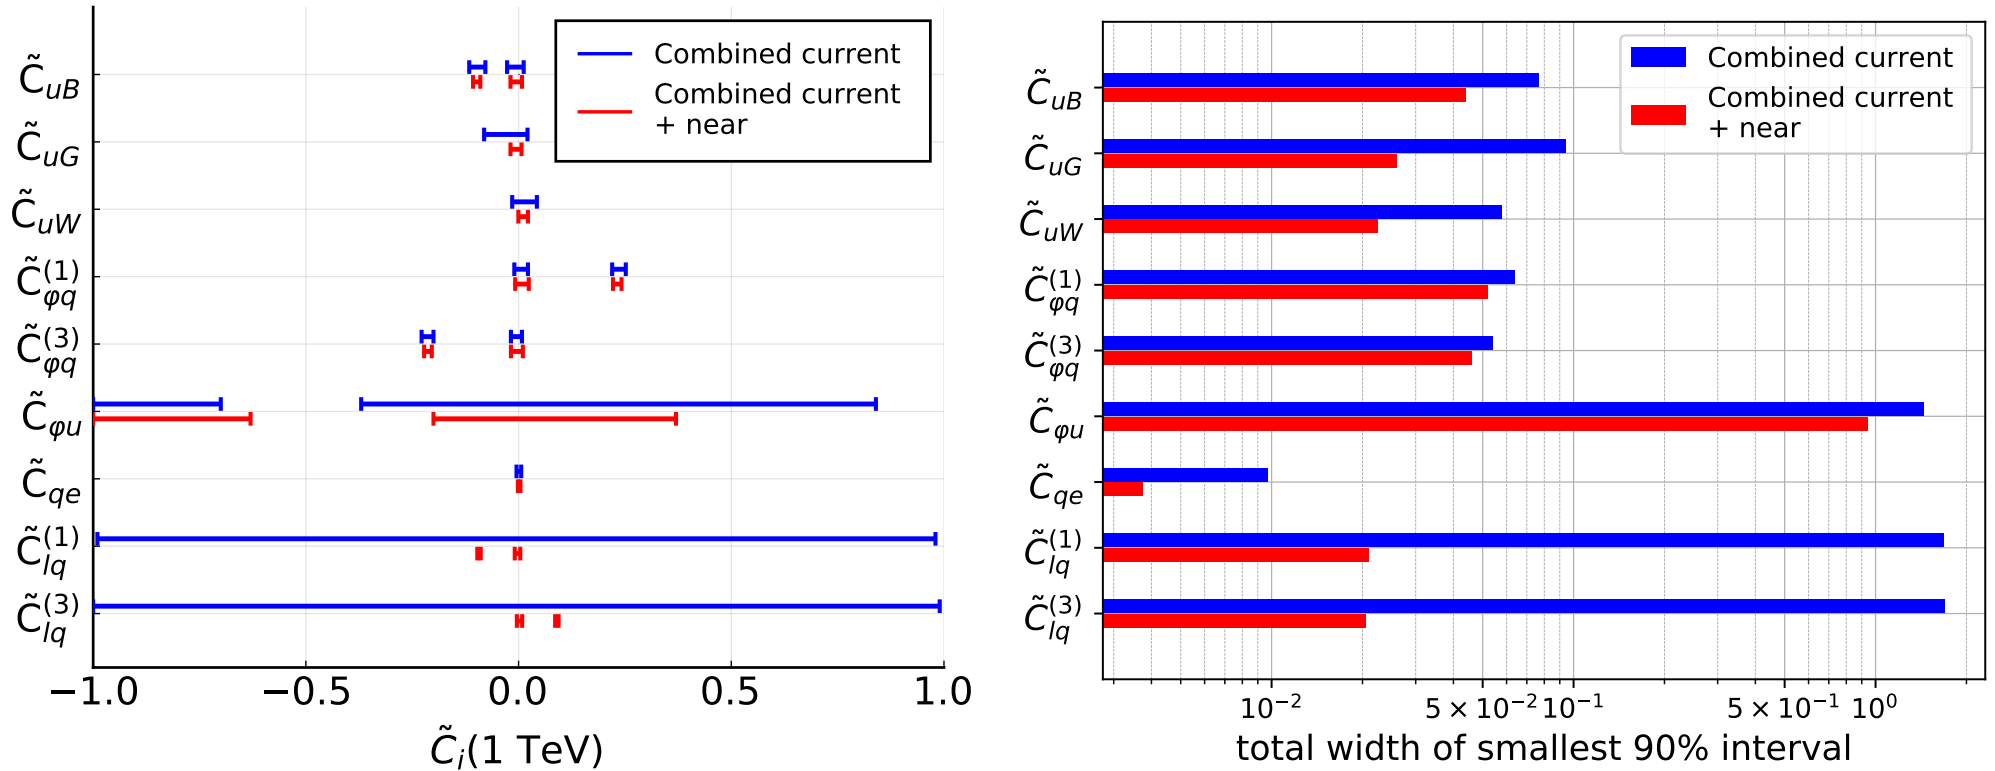 C̃uB
C̃uG
C̃uW
C̃φq(1)
C̃φq(3)
C̃φu
C̃qe
C̃lq(1)
C̃lq(3)
Combined current
Combined current
+ near
−1.0 −0.5 0.0 0.5 1.0
C̃i(1 TeV)
C̃uB
C̃uG
C̃uW
C̃φq(1)
C̃φq(3)
C̃φu
C̃qe
C̃lq(1)
C̃lq(3)
Combined current
Combined current
+ near
10−2 5 × 10−2 10−1 5 × 10−1 100
total width of smallest 90% interval